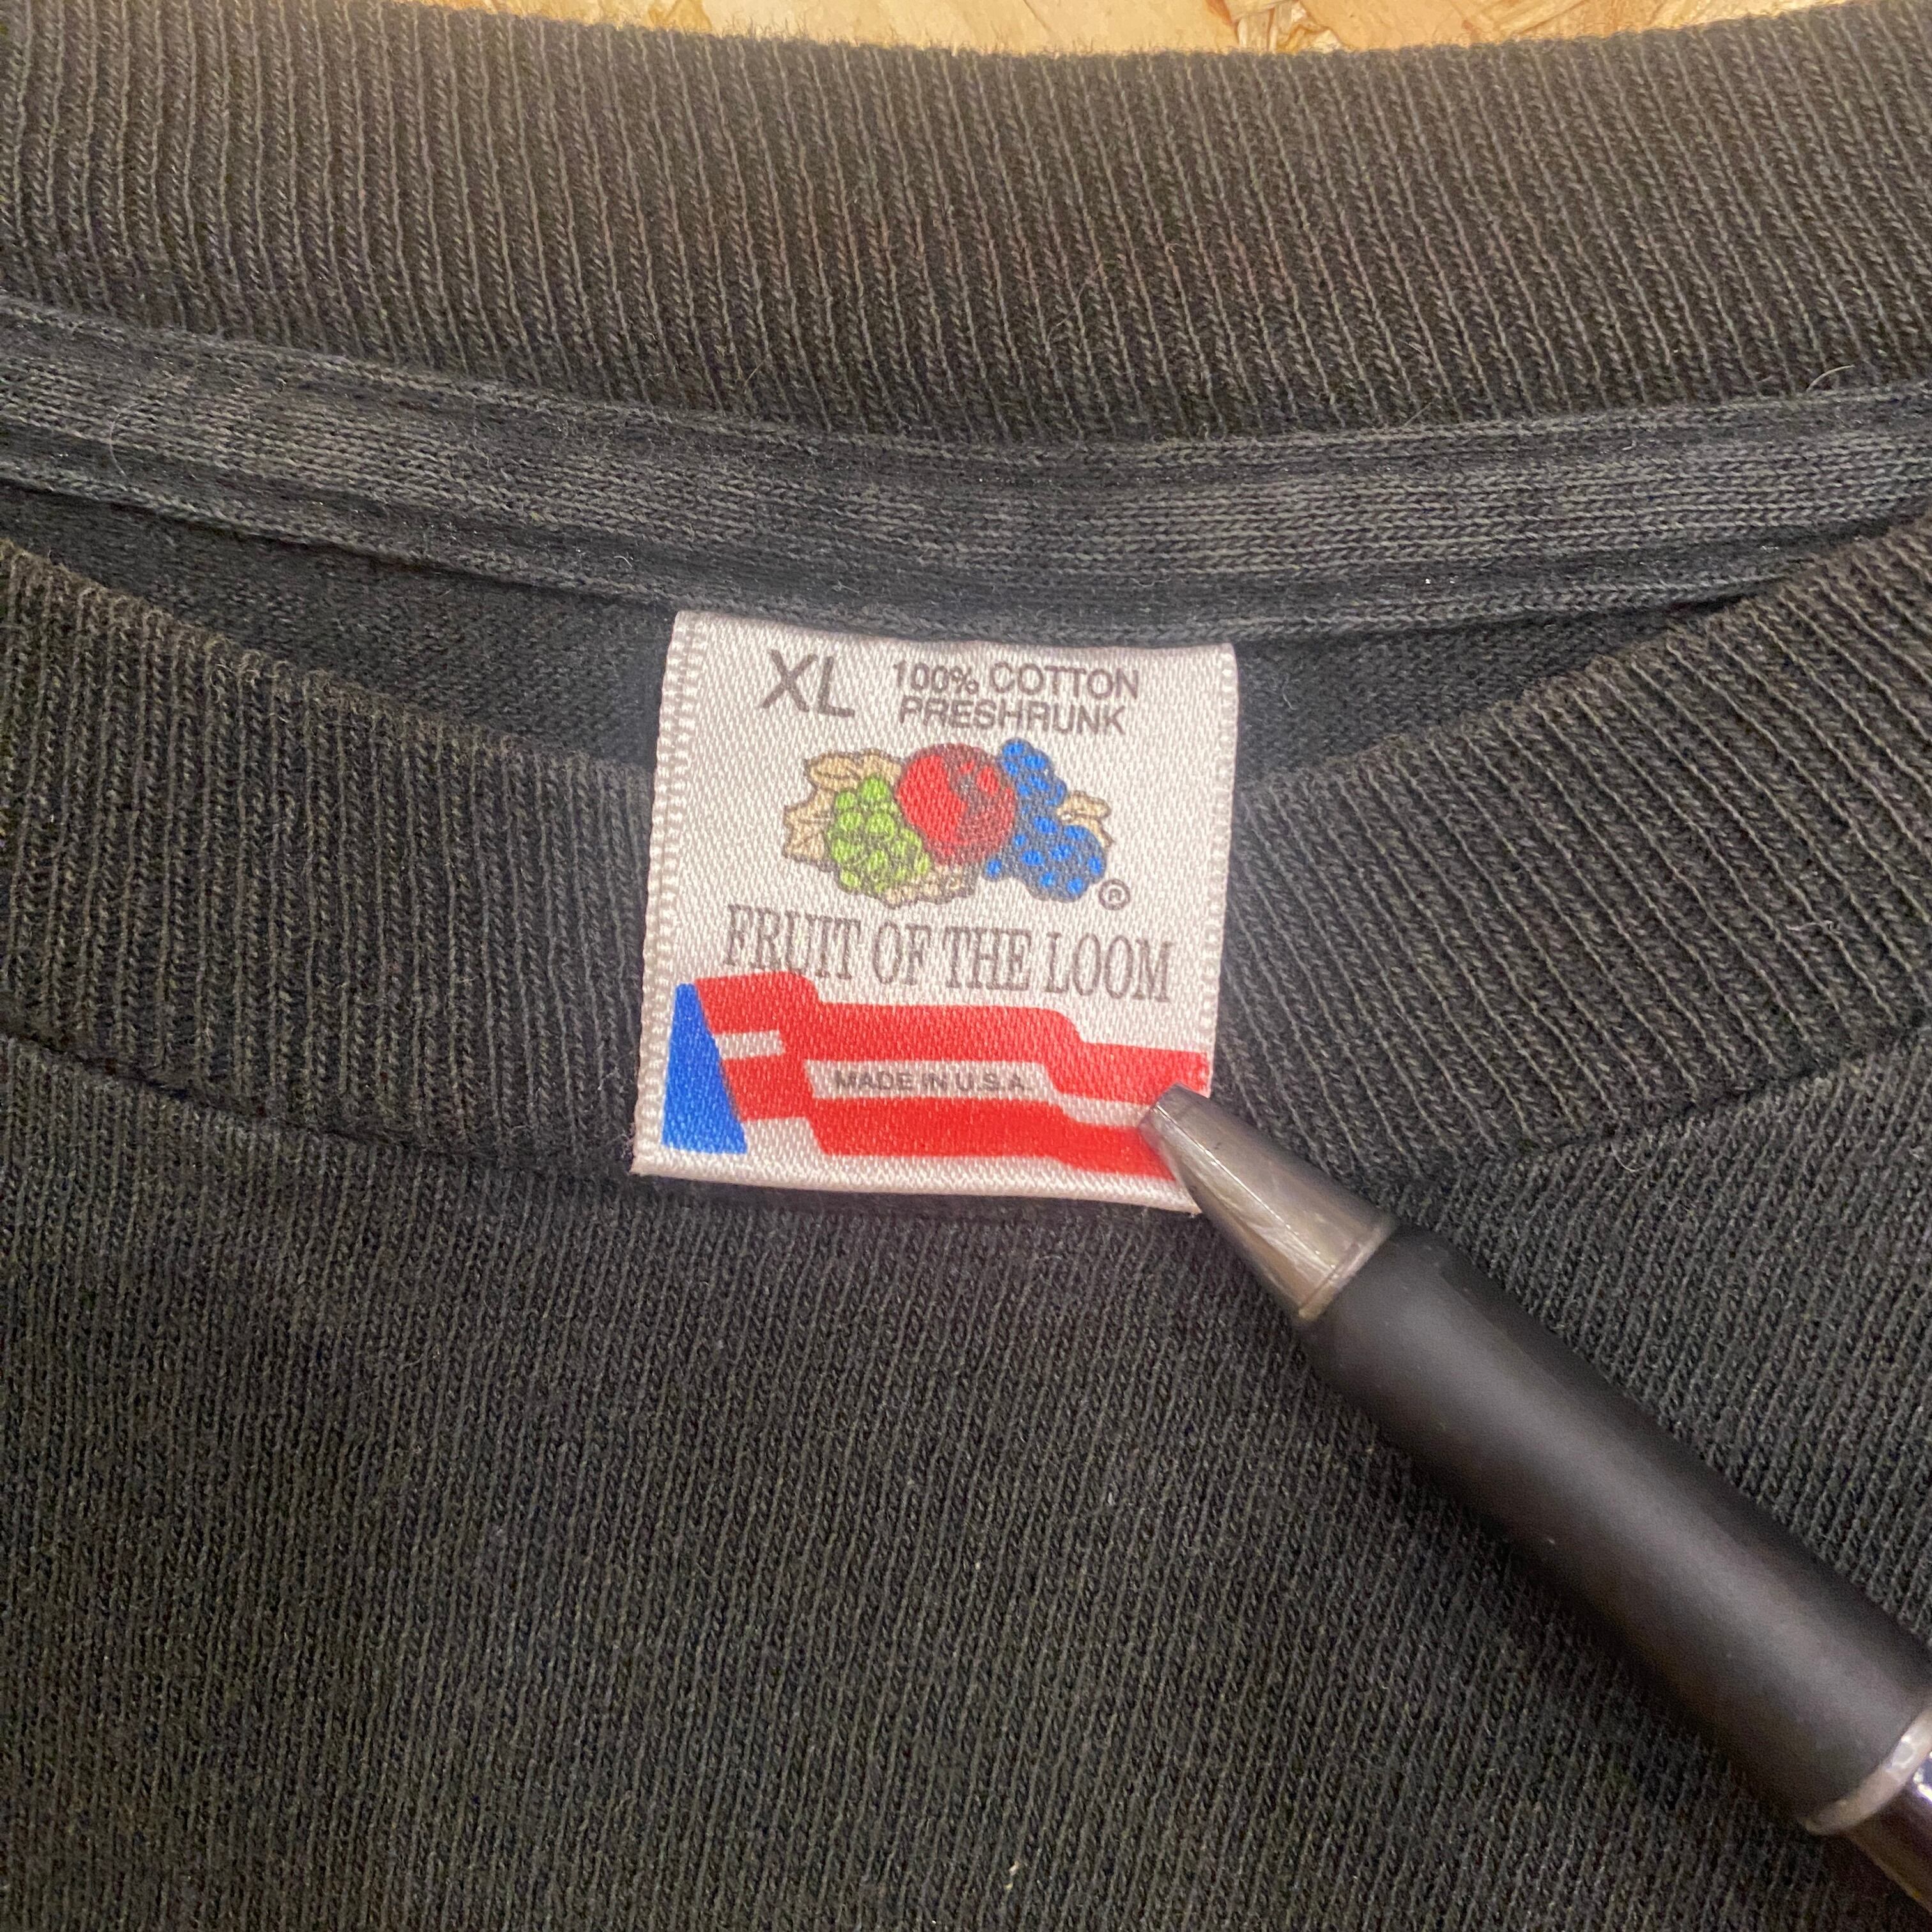 XL 100% COTTON
PRESHRUNK
®
FRUIT OF THE LOOM
MADE IN U.S.A.